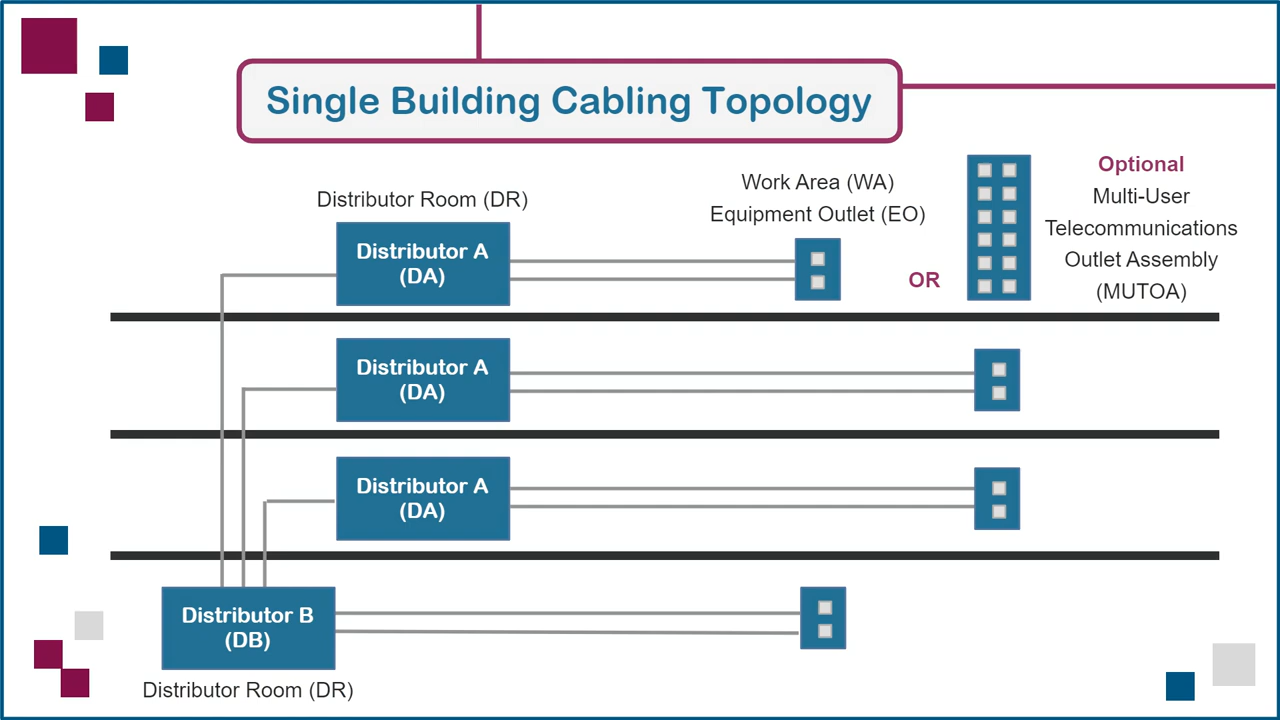 Single Building Cabling Topology
Distributor Room (DR)
Work Area (WA)
Equipment Outlet (EO)
Optional
Multi-User
Telecommunications
Outlet Assembly
(MUTOA)
OR
Distributor A
(DA)
Distributor A
(DA)
Distributor A
(DA)
Distributor B
(DB)
Distributor Room (DR)